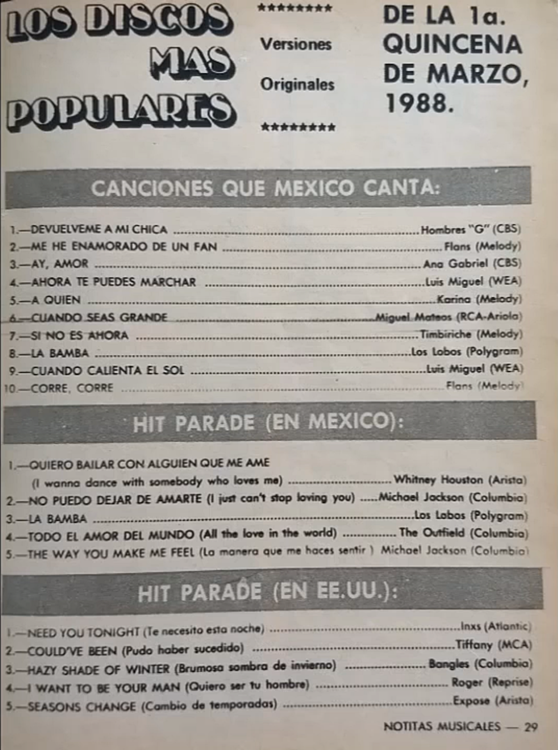 LOS DISCOS
MAS
POPULARES
********
Versiones
Originales
********
DE LA 1a.
QUINCENA
DE MARZO,
1988.
CANCIONES QUE MEXICO CANTA:
1.—DEVUELVEME A MI CHICA ........ Hombres "G" (CBS)
2.—ME HE ENAMORADO DE UN FAN ........ Flans (Melody)
3.—AY, AMOR ........ Ana Gabriel (CBS)
4.—AHORA TE PUEDES MARCHAR ........ Luis Miguel (WEA)
5.—A QUIEN ........ Karina (Melody)
6.—CUANDO SEAS GRANDE ........ Miguel Mateos (RCA-Ariola)
7.—SI NO ES AHORA ........ Timbiriche (Melody)
8.—LA BAMBA ........ Los Lobos (Polygram)
9.—CUANDO CALIENTA EL SOL ........ Luis Miguel (WEA)
10.—CORRE, CORRE ........ Flans (Melody)
HIT PARADE (EN MEXICO):
1.—QUIERO BAILAR CON ALGUIEN QUE ME AME
(I wanna dance with somebody who loves me) ........ Whitney Houston (Arista)
2.—NO PUEDO DEJAR DE AMARTE (I just can't stop loving you) ..... Michael Jackson (Columbia)
3.—LA BAMBA ........ Los Lobos (Polygram)
4.—TODO EL AMOR DEL MUNDO (All the love in the world) ........ The Outfield (Columbia)
5.—THE WAY YOU MAKE ME FEEL (La manera que me haces sentir ) Michael Jackson (Columbia)
HIT PARADE (EN EE.UU.):
1.—NEED YOU TONIGHT (Te necesito esta noche) ........ Inxs (Atlantic)
2.—COULD'VE BEEN (Pudo haber sucedido) ........ Tiffany (MCA)
3.—HAZY SHADE OF WINTER (Brumosa sombra de invierno) ........ Bangles (Columbia)
4.—I WANT TO BE YOUR MAN (Quiero ser tu hombre) ........ Roger (Reprise)
5.—SEASONS CHANGE (Cambio de temporadas) ........ Expose (Arista)
NOTITAS MUSICALES — 29